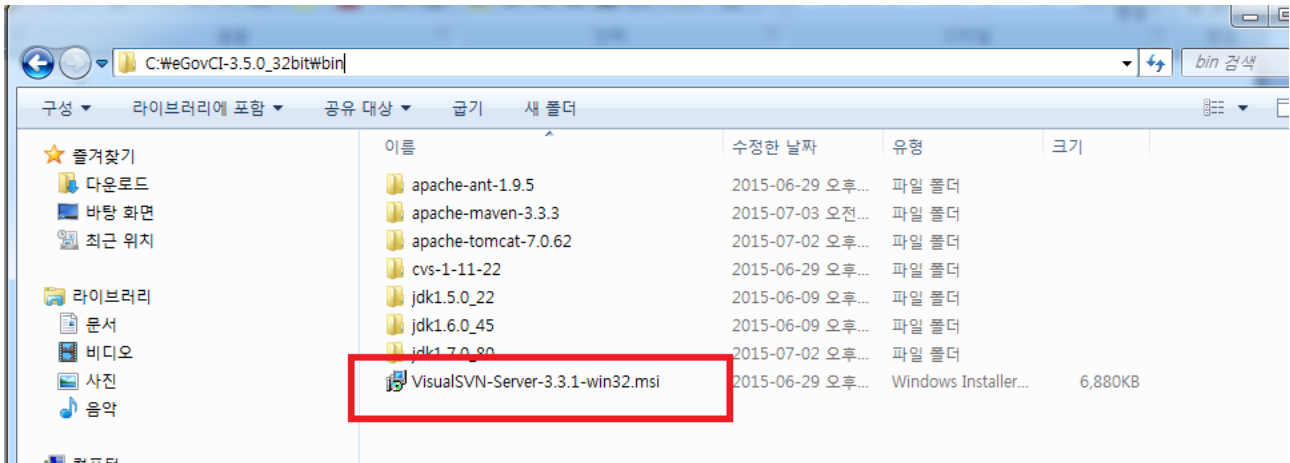 C:₩eGovCI-3.5.0_32bit₩bin
bin 검색
구성 라이브러리에 포함 공유 대상 굽기 새 폴더
즐겨찾기
다운로드
바탕 화면
최근 위치
라이브러리
문서
비디오
사진
음악
컴퓨터
이름 수정한 날짜 유형 크기
apache-ant-1.9.5 2015-06-29 오후... 파일 폴더
apache-maven-3.3.3 2015-07-03 오전... 파일 폴더
apache-tomcat-7.0.62 2015-07-02 오후... 파일 폴더
cvs-1-11-22 2015-06-29 오후... 파일 폴더
jdk1.5.0_22 2015-06-09 오후... 파일 폴더
jdk1.6.0_45 2015-06-09 오후... 파일 폴더
jdk1.7.0_80 2015-07-02 오후... 파일 폴더
VisualSVN-Server-3.3.1-win32.msi 2015-06-29 오후... Windows Installer... 6,880KB